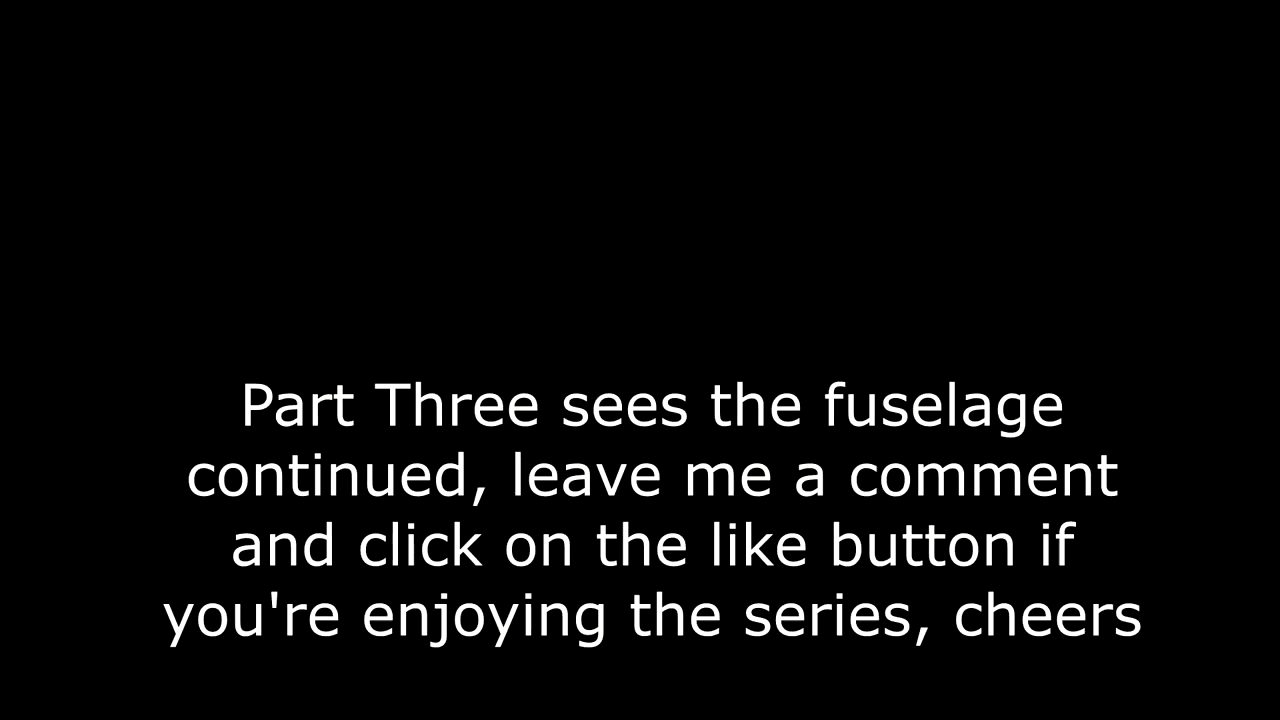 Part Three sees the fuselage
continued, leave me a comment
and click on the like button if
you're enjoying the series, cheers